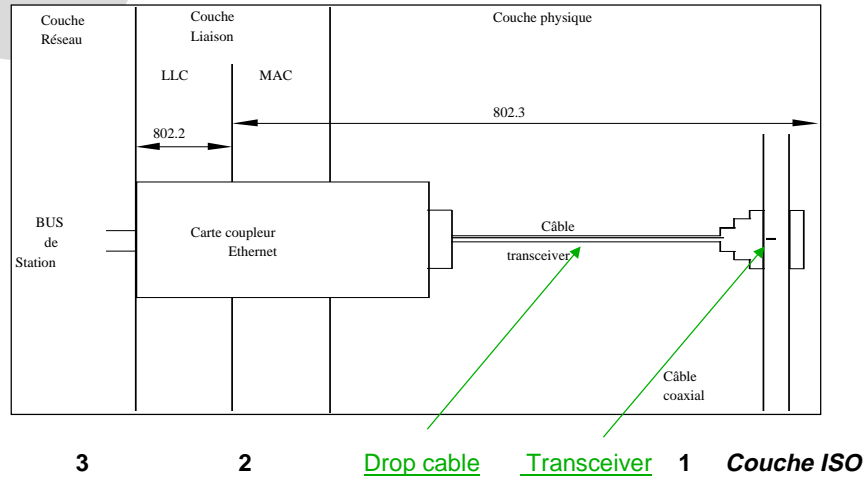 Couche
Réseau
Couche
Liaison
Couche physique
LLC
MAC
802.3
802.2
BUS
de
Station
Carte coupleur
Ethernet
Câble
transceiver
Câble
coaxial
3
2
Drop cable
Transceiver
1
Couche ISO